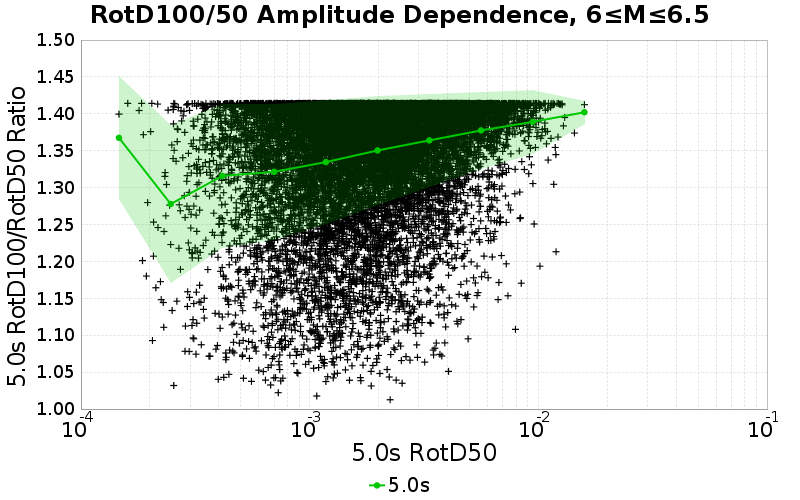 RotD100/50 Amplitude Dependence, 6≤M≤6.5
5.0s RotD100/RotD50 Ratio
1.50
1.45
1.40
1.35
1.30
1.25
1.20
1.15
1.10
1.05
1.00
10^-4 10^-3 10^-2 10^-1
5.0s RotD50
5.0s